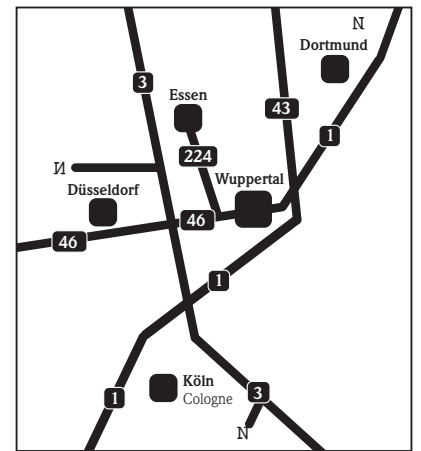 И
Dortmund
3
Essen
43
1
224
И
Wuppertal
Düsseldorf
46
46
1
Köln
Cologne
3
1
N